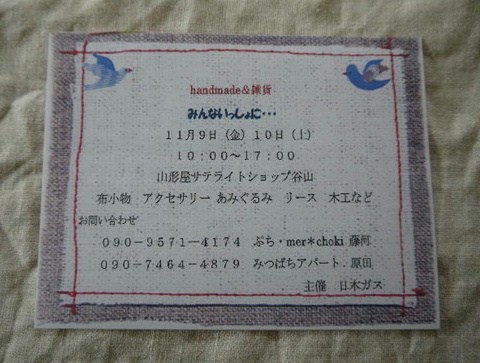 handmade&雑貨
みんないっしょに・・・
11月9日（金）10日（土）
10：00～17：00
山形屋サテライトショップ谷山
布小物　アクセサリー　あみぐるみ　リース　木工など
お問い合わせ
090－9571－4174　ぷち・mer＊choki 藤河
090－7464－4879　みつばちアパート　原田
主催　日本ガス